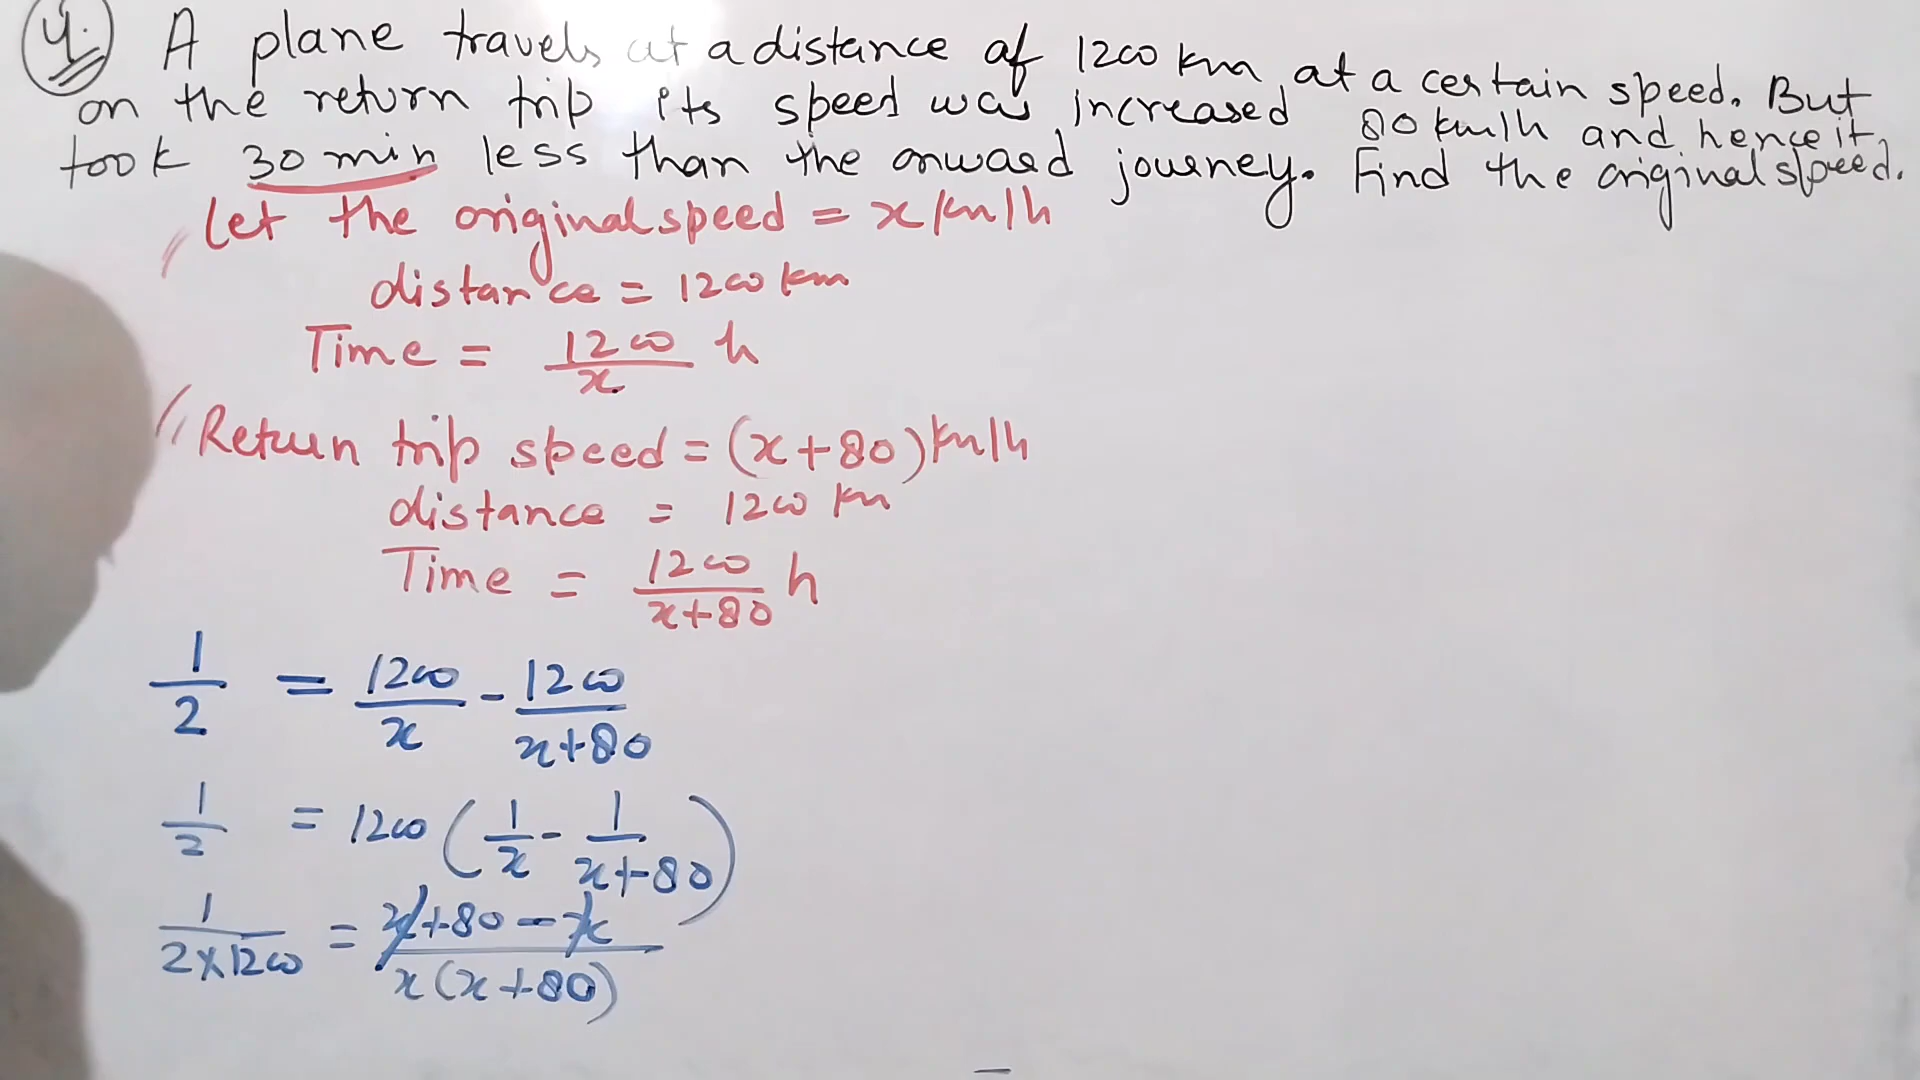 4. A plane travels at a distance of 1200 km at a certain speed. But
on the return trip its speed was increased 80 km/h and hence it
took 30 min less than the onward journey. Find the original speed.
Let the original speed = x km/h
distance = 1200 km
Time = 1200/x h
Return trip speed = (x+80) km/h
distance = 1200 km
Time = 1200/x+80 h
1/2 = 1200/x - 1200/x+80
1/2 = 1200 (1/x - 1/x+80)
1/2×1200 = x+80-x/x(x+80)